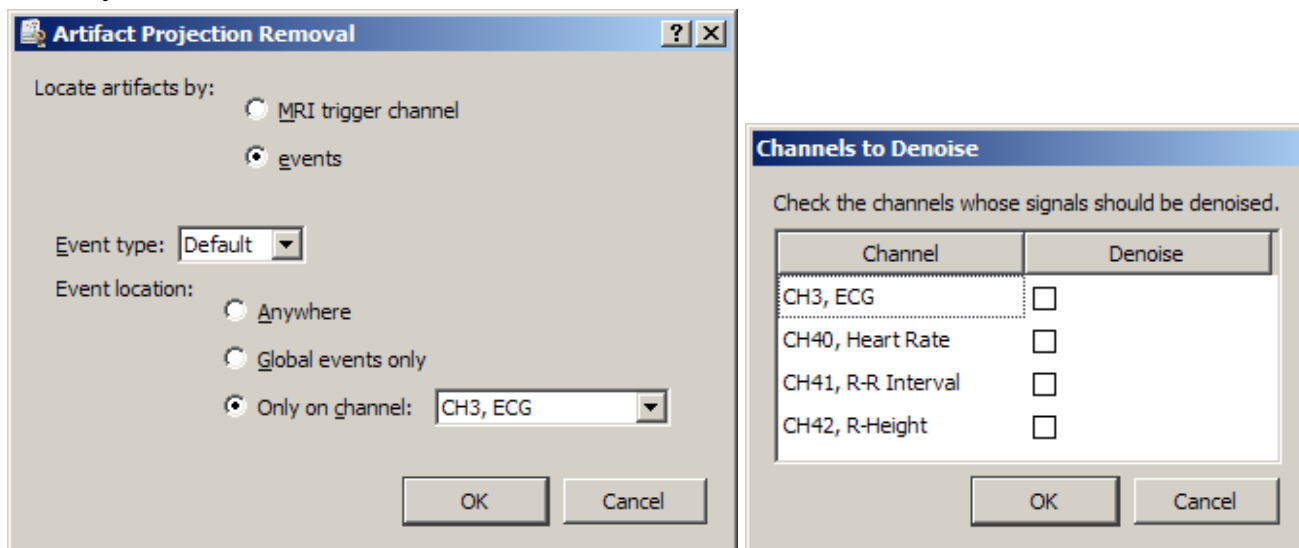 Artifact Projection Removal
Locate artifacts by:
MRI trigger channel
events
Event type: Default
Event location:
Anywhere
Global events only
Only on channel: CH3, ECG
OK Cancel
Channels to Denoise
Check the channels whose signals should be denoised.
Channel Denoise
CH3, ECG
CH40, Heart Rate
CH41, R-R Interval
CH42, R-Height
OK Cancel